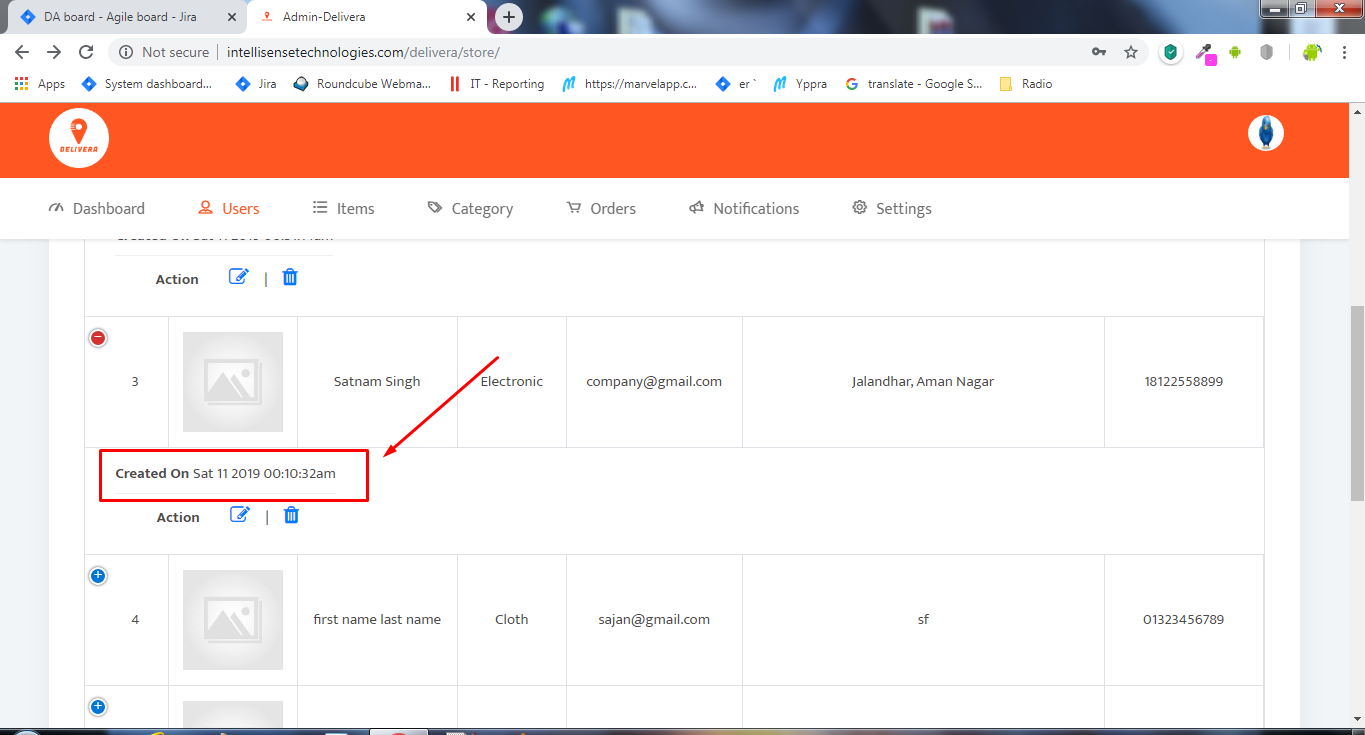 DA board - Agile board - Jira
Admin-Delivera
Not secure | intellisensetechnologies.com/delivera/store/
Apps System dashboard... Jira Roundcube Webma... IT - Reporting https://marvelapp.c... er ` Yppra translate - Google S... Radio
DELIVERA
Dashboard Users Items Category Orders Notifications Settings
Action |
3 Satnam Singh Electronic company@gmail.com Jalandhar, Aman Nagar 18122558899
Created On Sat 11 2019 00:10:32am
Action |
4 first name last name Cloth sajan@gmail.com sf 01323456789